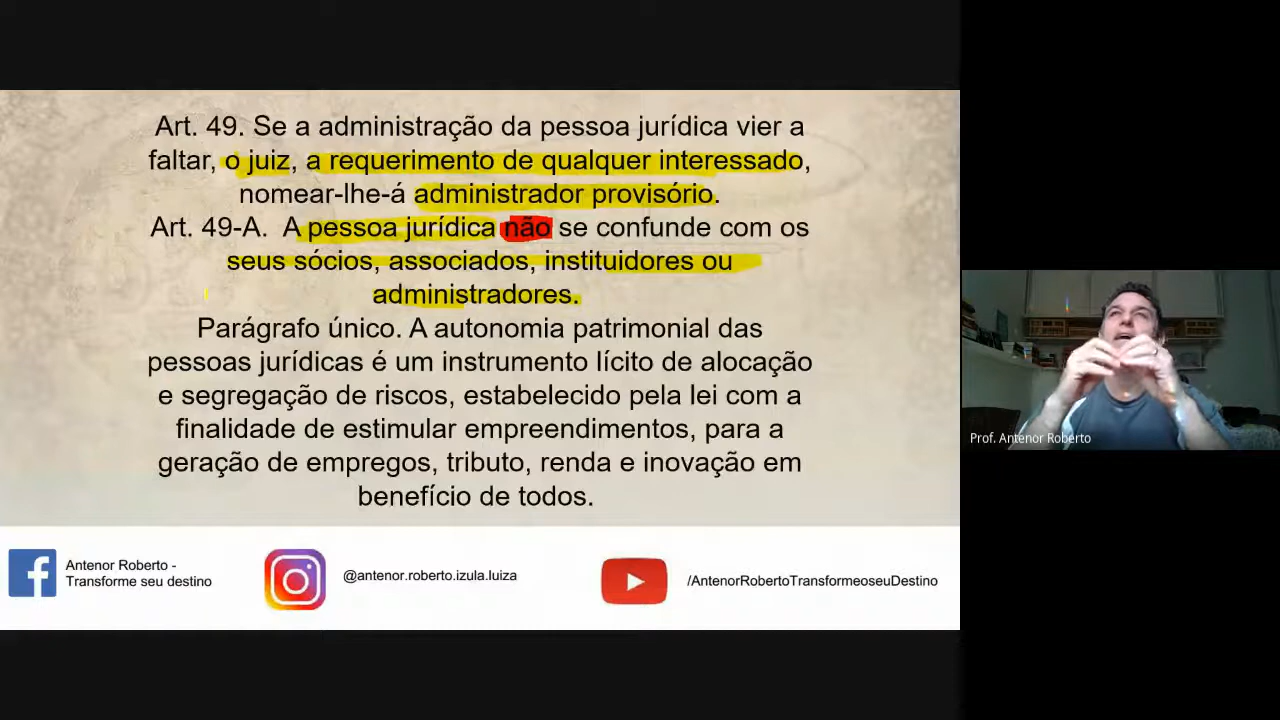 Art. 49. Se a administração da pessoa jurídica vier a
faltar, o juiz, a requerimento de qualquer interessado,
nomear-lhe-á administrador provisório.
Art. 49-A. A pessoa jurídica não se confunde com os
seus sócios, associados, instituidores ou
administradores.
Parágrafo único. A autonomia patrimonial das
pessoas jurídicas é um instrumento lícito de alocação
e segregação de riscos, estabelecido pela lei com a
finalidade de estimular empreendimentos, para a
geração de empregos, tributo, renda e inovação em
benefício de todos.
Prof. Antenor Roberto
Antenor Roberto -
Transforme seu destino
@antenor.roberto.izula.luiza
/AntenorRobertoTransformeoseuDestino